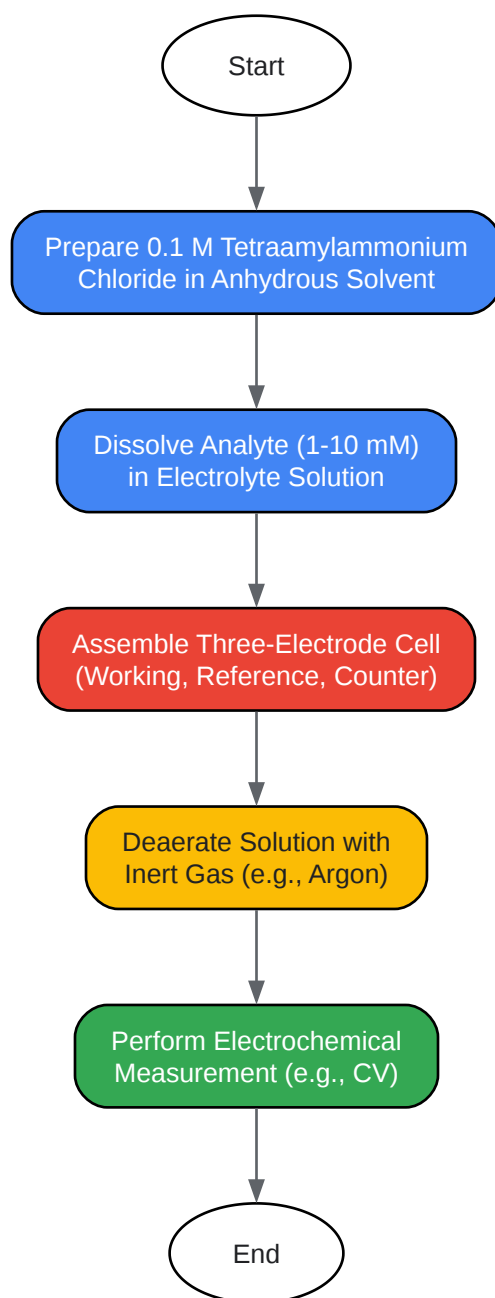 Start
Prepare 0.1 M Tetraamylammonium
Chloride in Anhydrous Solvent
Dissolve Analyte (1-10 mM)
in Electrolyte Solution
Assemble Three-Electrode Cell
(Working, Reference, Counter)
Deaerate Solution with
Inert Gas (e.g., Argon)
Perform Electrochemical
Measurement (e.g., CV)
End